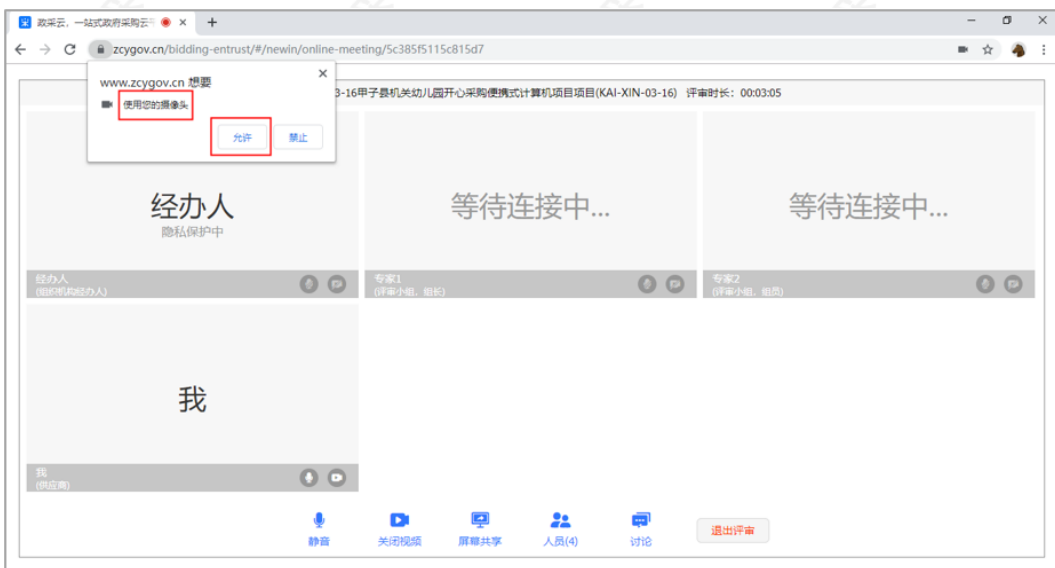 政采云，一站式政府采购云
zcygov.cn/bidding-entrust/#/newin/online-meeting/5c385f5115c815d7
www.zcygov.cn 想要
使用您的摄像头
允许
禁止
3-16甲子县机关幼儿园开心采购便携式计算机项目项目(KAI-XIN-03-16) 评审时长：00:03:05
经办人
隐私保护中
等待连接中...
等待连接中...
经办人
(组织机构经办人)
专家1
(评审小组，组长)
专家2
(评审小组，组员)
我
我
(供应商)
静音
关闭视频
屏幕共享
人员(4)
讨论
退出评审